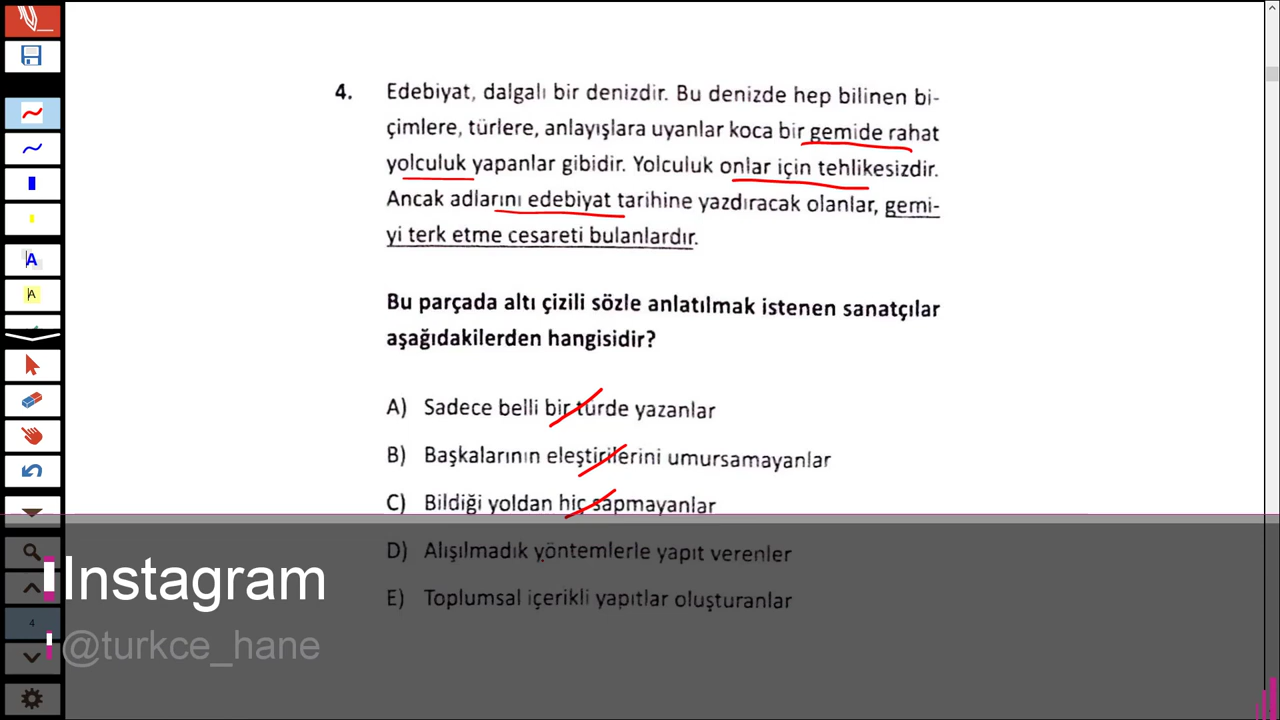 4. Edebiyat, dalgalı bir denizdir. Bu denizde hep bilinen bi-
çimlere, türlere, anlayışlara uyanlar koca bir gemide rahat
yolculuk yapanlar gibidir. Yolculuk onlar için tehlikesizdir.
Ancak adlarını edebiyat tarihine yazdıracak olanlar, gemi-
yi terk etme cesareti bulanlardır.
Bu parçada altı çizili sözle anlatılmak istenen sanatçılar
aşağıdakilerden hangisidir?
A) Sadece belli bir türde yazanlar
B) Başkalarının eleştirilerini umursamayanlar
C) Bildiği yoldan hiç sapmayanlar
D) Alışılmadık yöntemlerle yapıt verenler
E) Toplumsal içerikli yapıtlar oluşturanlar
Instagram
@turkce_hane
A
A
4